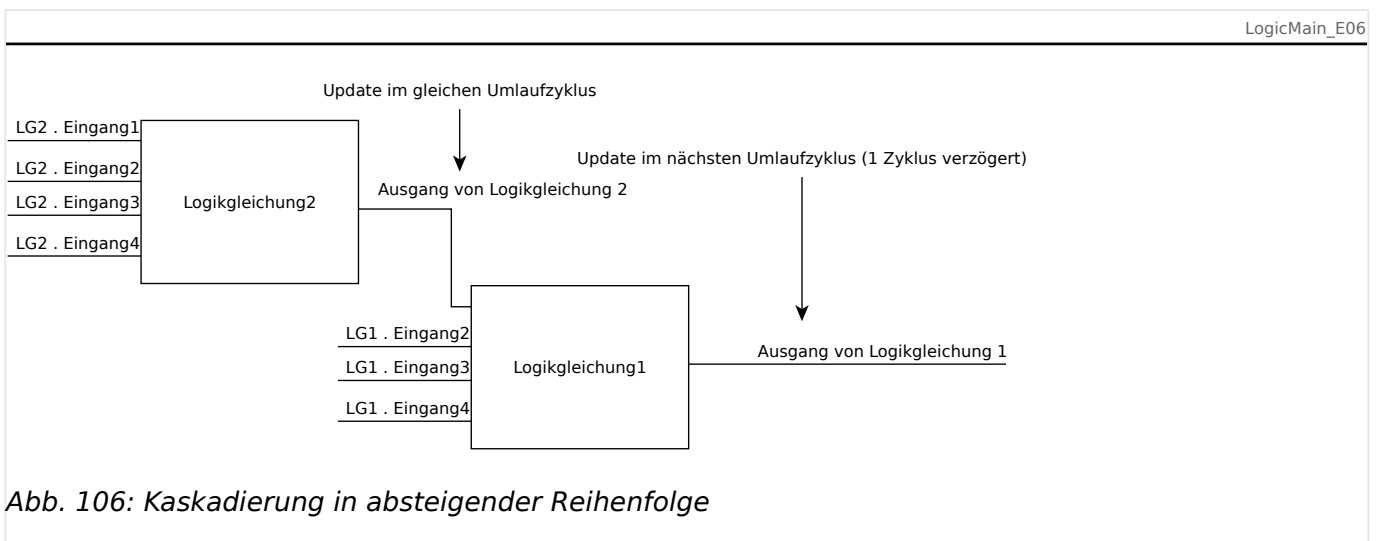 LogicMain_E06
Update im gleichen Umlaufzyklus
LG2 . Eingang1
Update im nächsten Umlaufzyklus (1 Zyklus verzögert)
LG2 . Eingang2
Ausgang von Logikgleichung 2
LG2 . Eingang3
Logikgleichung2
LG2 . Eingang4
LG1 . Eingang2
Ausgang von Logikgleichung 1
LG1 . Eingang3
Logikgleichung1
LG1 . Eingang4
Abb. 106: Kaskadierung in absteigender Reihenfolge